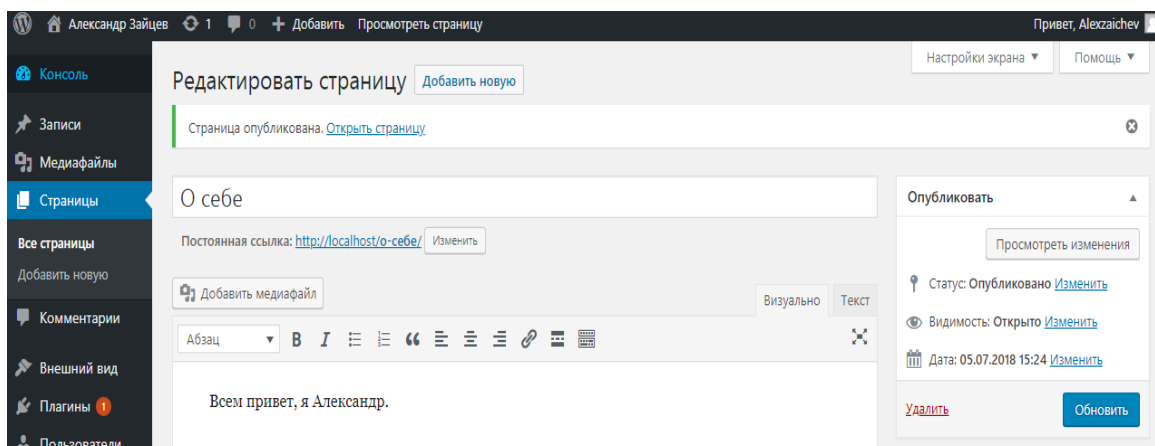 Александр Зайцев 1 0 + Добавить Просмотреть страницу Привет, Alexzaichev
Настройки экрана ▼ Помощь ▼
Консоль
Записи
Медиафайлы
Страницы
Все страницы
Добавить новую
Комментарии
Внешний вид
Плагины 1
Пользователи
Редактировать страницу Добавить новую
Страница опубликована. Открыть страницу
О себе
Постоянная ссылка: http://localhost/о-себе/ Изменить
Добавить медиафайл
Визуально Текст
Абзац ▼ B I
Всем привет, я Александр.
Опубликовать
Просмотреть изменения
Статус: Опубликовано Изменить
Видимость: Открыто Изменить
Дата: 05.07.2018 15:24 Изменить
Удалить Обновить